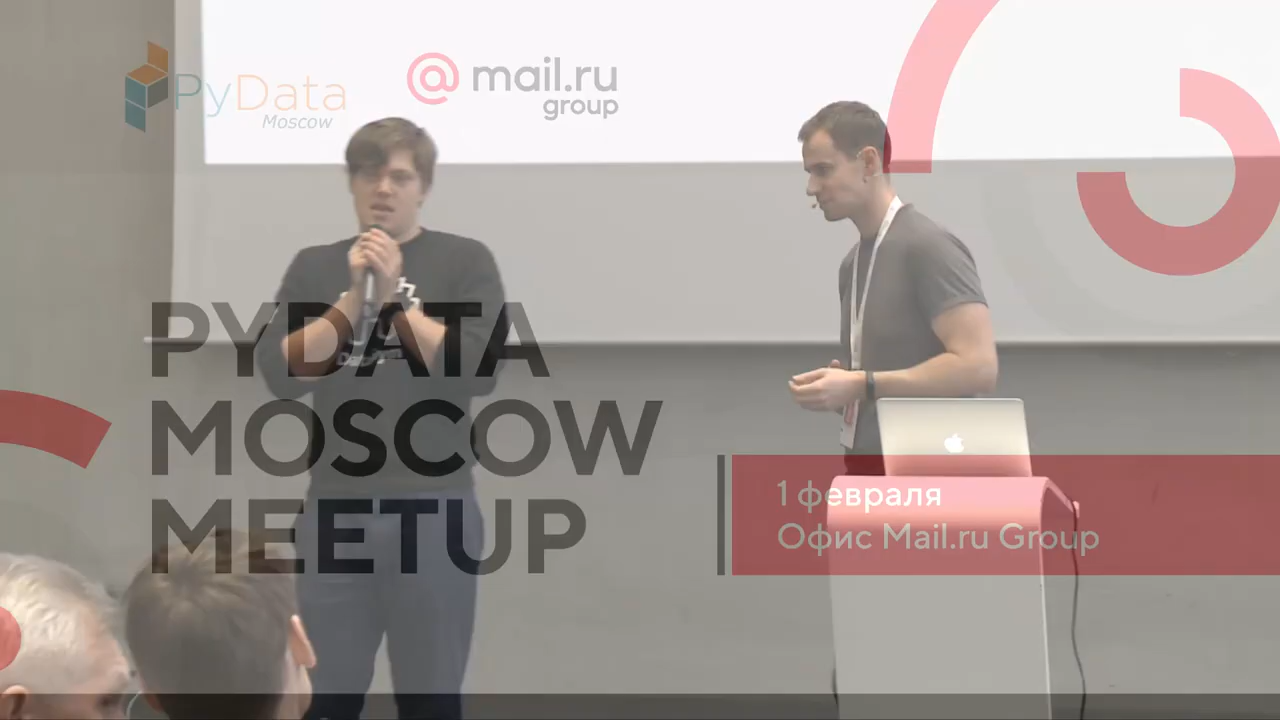 PyData
Moscow
@mail.ru
group
PYDATA
MOSCOW
MEETUP
1 февраля
Офис Mail.ru Group